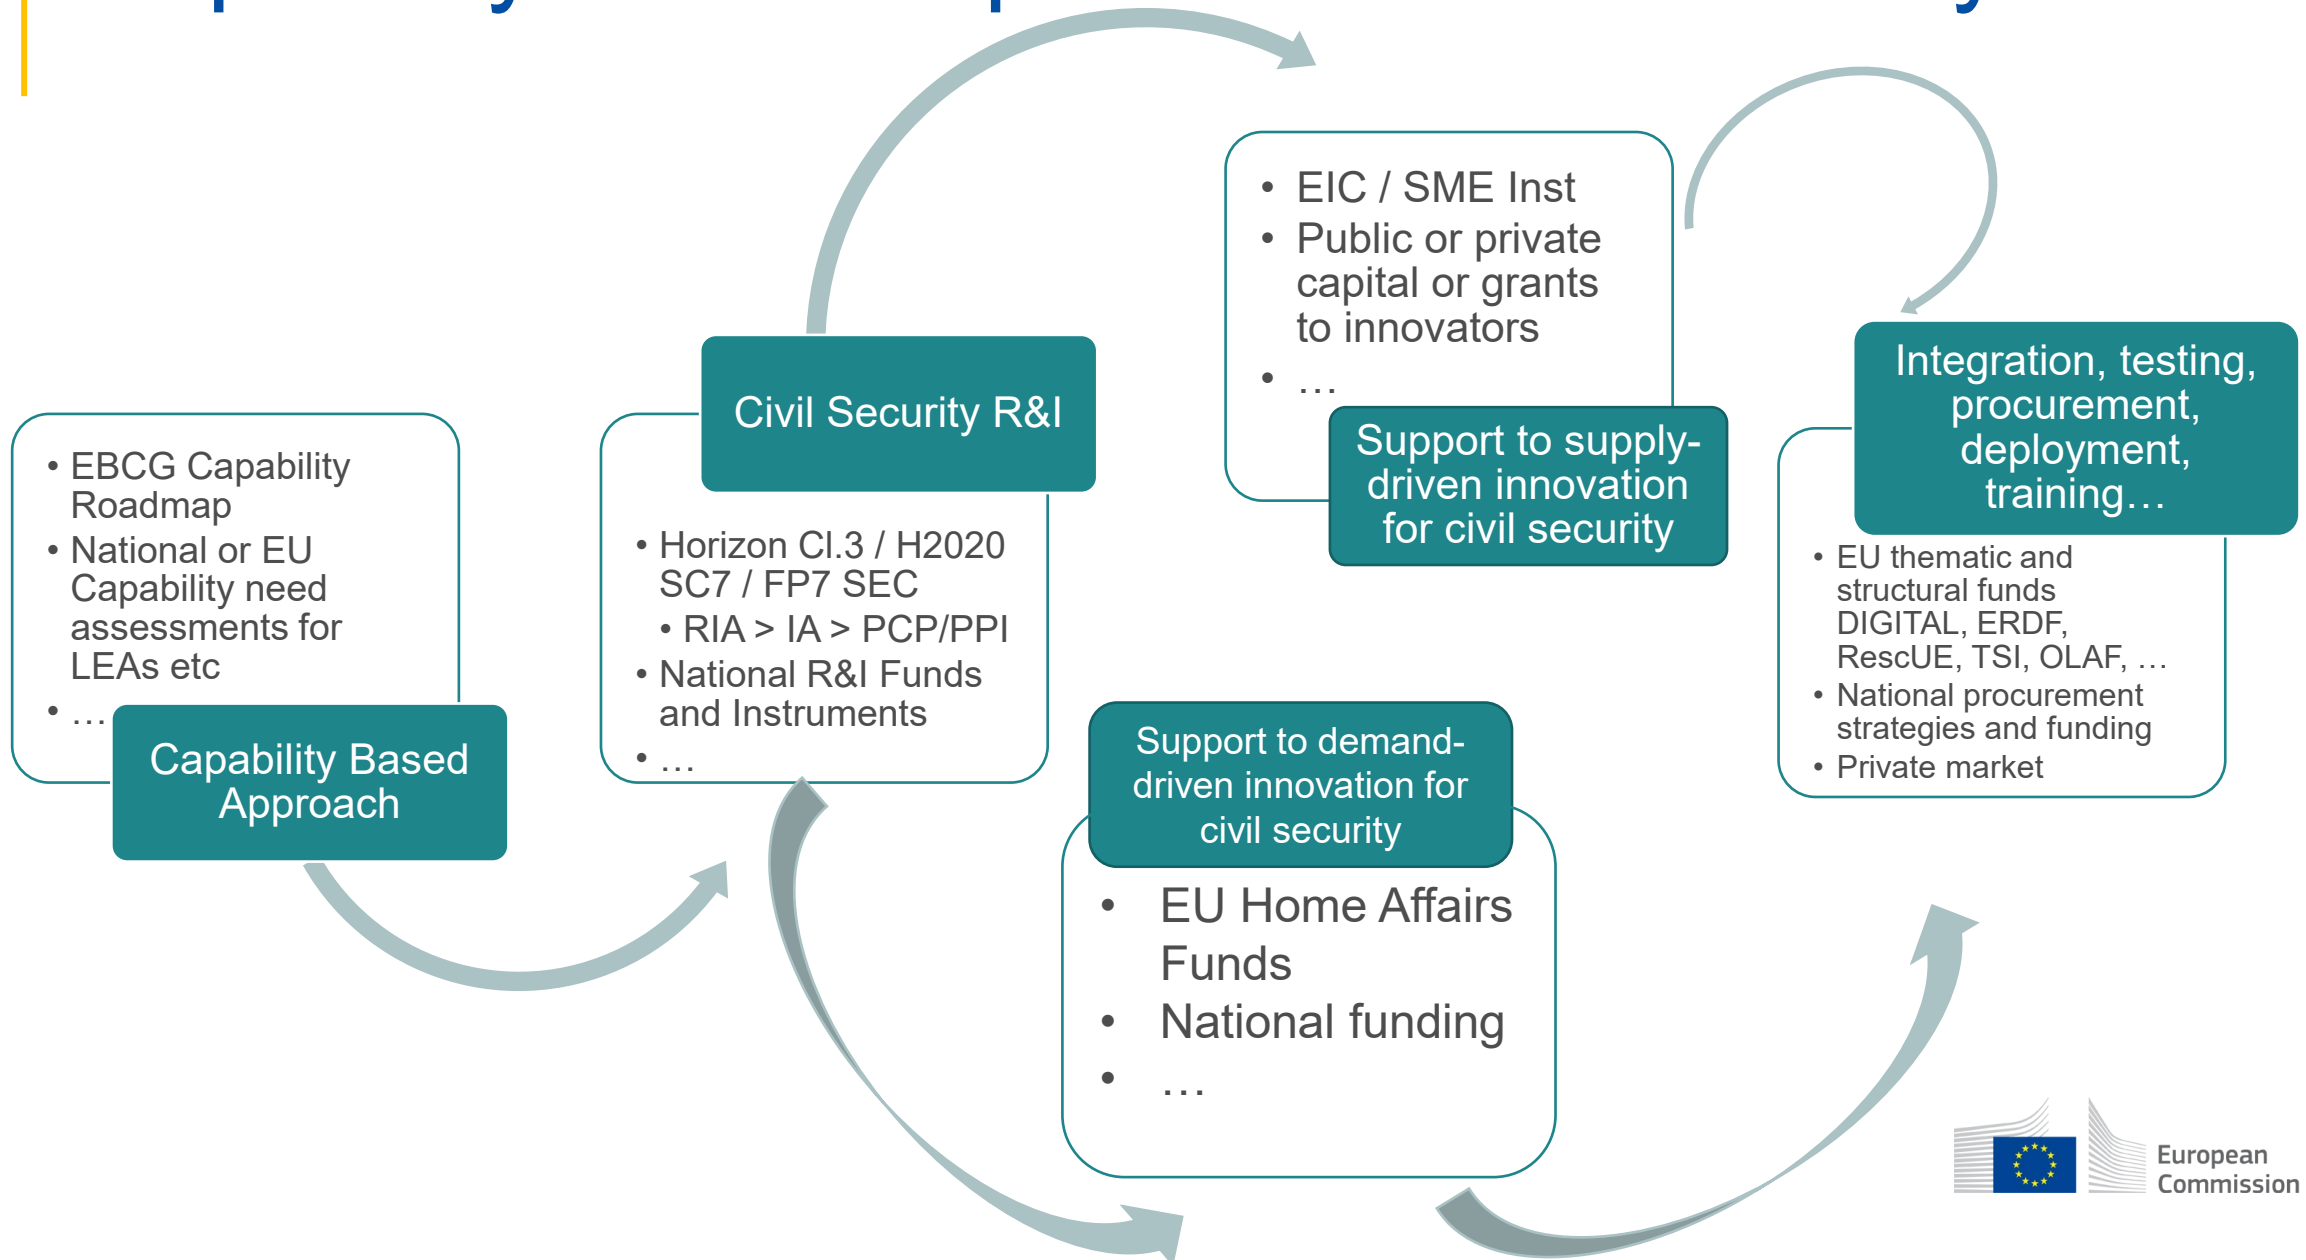 • EBCG Capability
Roadmap
• National or EU
Capability need
assessments for
LEAs etc
• …
Capability Based
Approach
Civil Security R&I
• Horizon Cl.3 / H2020
SC7 / FP7 SEC
• RIA > IA > PCP/PPI
• National R&I Funds
and Instruments
• …
• EIC / SME Inst
• Public or private
capital or grants
to innovators
• …
Support to supply-
driven innovation
for civil security
Support to demand-
driven innovation for
civil security
• EU Home Affairs
Funds
• National funding
• …
Integration, testing,
procurement,
deployment,
training…
• EU thematic and
structural funds
DIGITAL, ERDF,
RescUE, TSI, OLAF, …
• National procurement
strategies and funding
• Private market
European
Commission